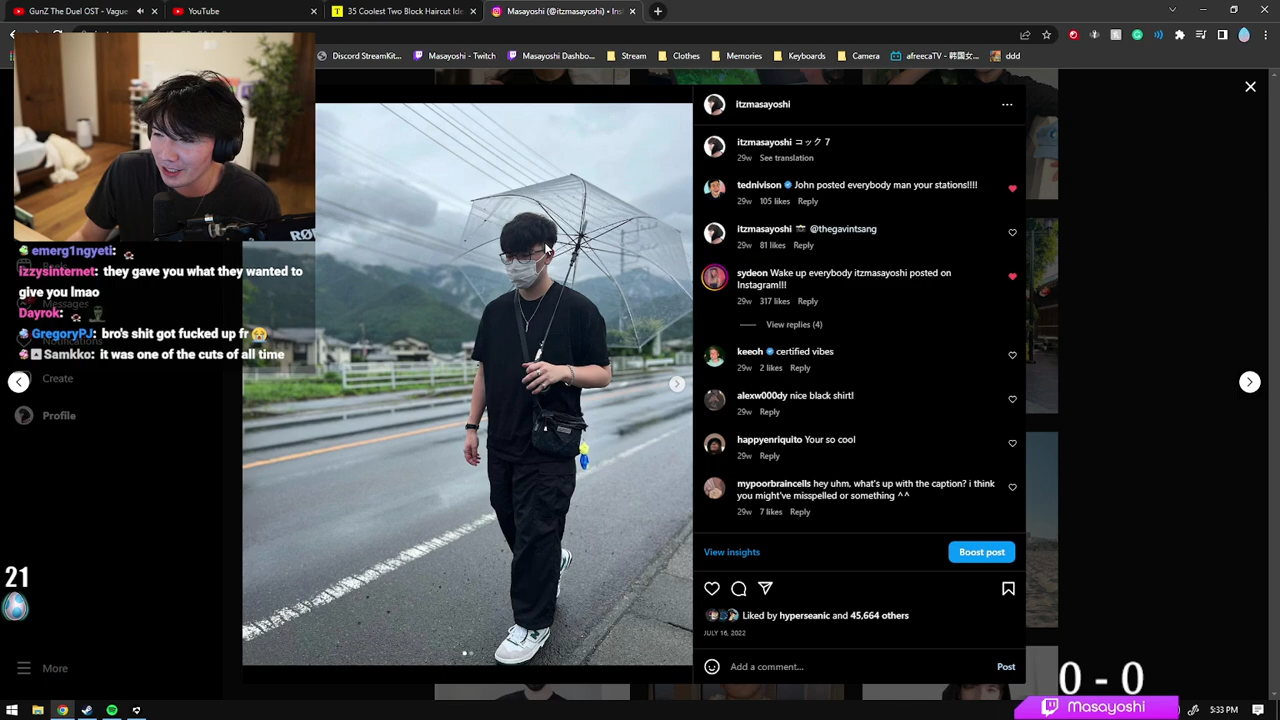 GunZ The Duel OST - Vague
YouTube
35 Coolest Two Block Haircut Ide
Masayoshi (@itzmasayoshi) • Ins
Discord StreamKit...
Masayoshi - Twitch
Masayoshi Dashbo...
Stream
Clothes
Memories
Keyboards
Camera
afreecaTV - 韩国女...
ddd
emerg1ngyeti:
izzysinternet: they gave you what they wanted to
give you lmao
Dayrok:
GregoryPJ: bro's shit got fucked up fr 😭
Samkko: it was one of the cuts of all time
Reels
Messages
Notifications
Create
Profile
21
More
itzmasayoshi
itzmasayoshi コック 7
29w See translation
tednivison John posted everybody man your stations!!!!
29w 105 likes Reply
itzmasayoshi 📸 @thegavintsang
29w 81 likes Reply
sydeon Wake up everybody itzmasayoshi posted on
Instagram!!!
29w 317 likes Reply
View replies (4)
keeoh certified vibes
29w 2 likes Reply
alexw000dy nice black shirt!
29w Reply
happyenriquito Your so cool
29w Reply
mypoorbraincells hey uhm, what's up with the caption? i think
you might've misspelled or something ^^
29w 7 likes Reply
View insights
Boost post
Liked by hyperseanic and 45,664 others
JULY 16, 2022
Add a comment...
Post
0 - 0
Masayoshi
5:33 PM